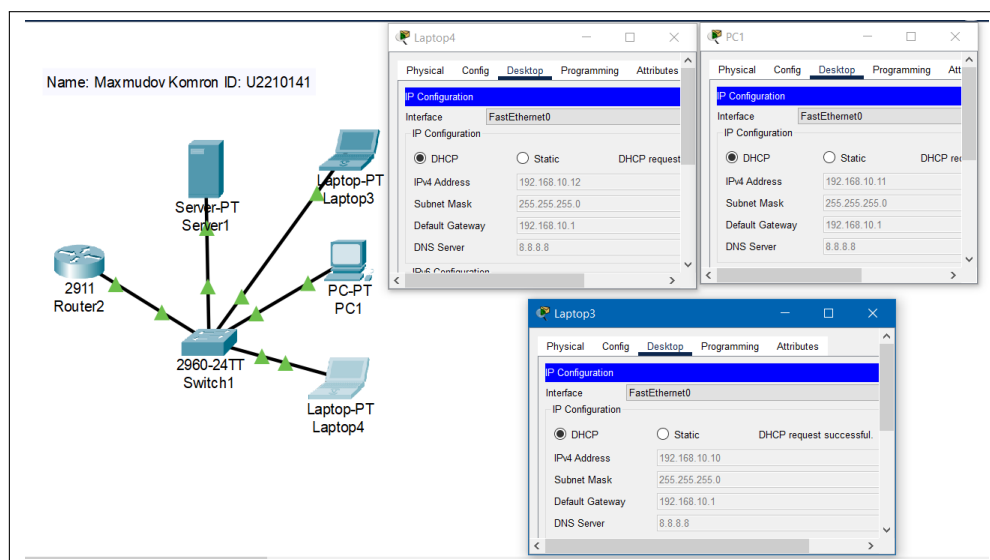 Name: Maxmudov Komron ID: U2210141
Laptop-PT
Laptop3
Server-PT
Server1
2911
Router2
PC-PT
PC1
2960-24TT
Switch1
Laptop-PT
Laptop4
Laptop4
Physical Config Desktop Programming Attributes
IP Configuration
Interface FastEthernet0
IP Configuration
DHCP Static DHCP request
IPv4 Address 192.168.10.12
Subnet Mask 255.255.255.0
Default Gateway 192.168.10.1
DNS Server 8.8.8.8
IPv6 Configuration
PC1
Physical Config Desktop Programming Att
IP Configuration
Interface FastEthernet0
IP Configuration
DHCP Static DHCP req
IPv4 Address 192.168.10.11
Subnet Mask 255.255.255.0
Default Gateway 192.168.10.1
DNS Server 8.8.8.8
Laptop3
Physical Config Desktop Programming Attributes
IP Configuration
Interface FastEthernet0
IP Configuration
DHCP Static DHCP request successful.
IPv4 Address 192.168.10.10
Subnet Mask 255.255.255.0
Default Gateway 192.168.10.1
DNS Server 8.8.8.8